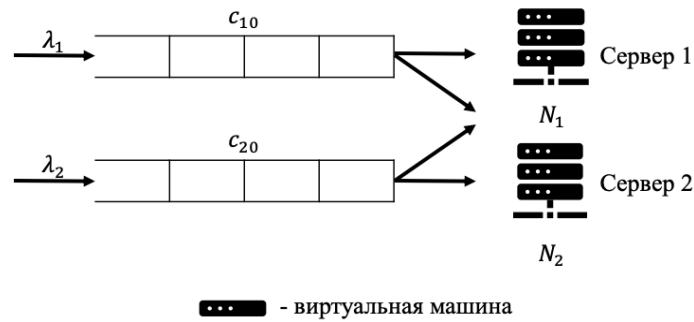 λ₁
c₁₀
Сервер 1
N₁
λ₂
c₂₀
Сервер 2
N₂
- виртуальная машина